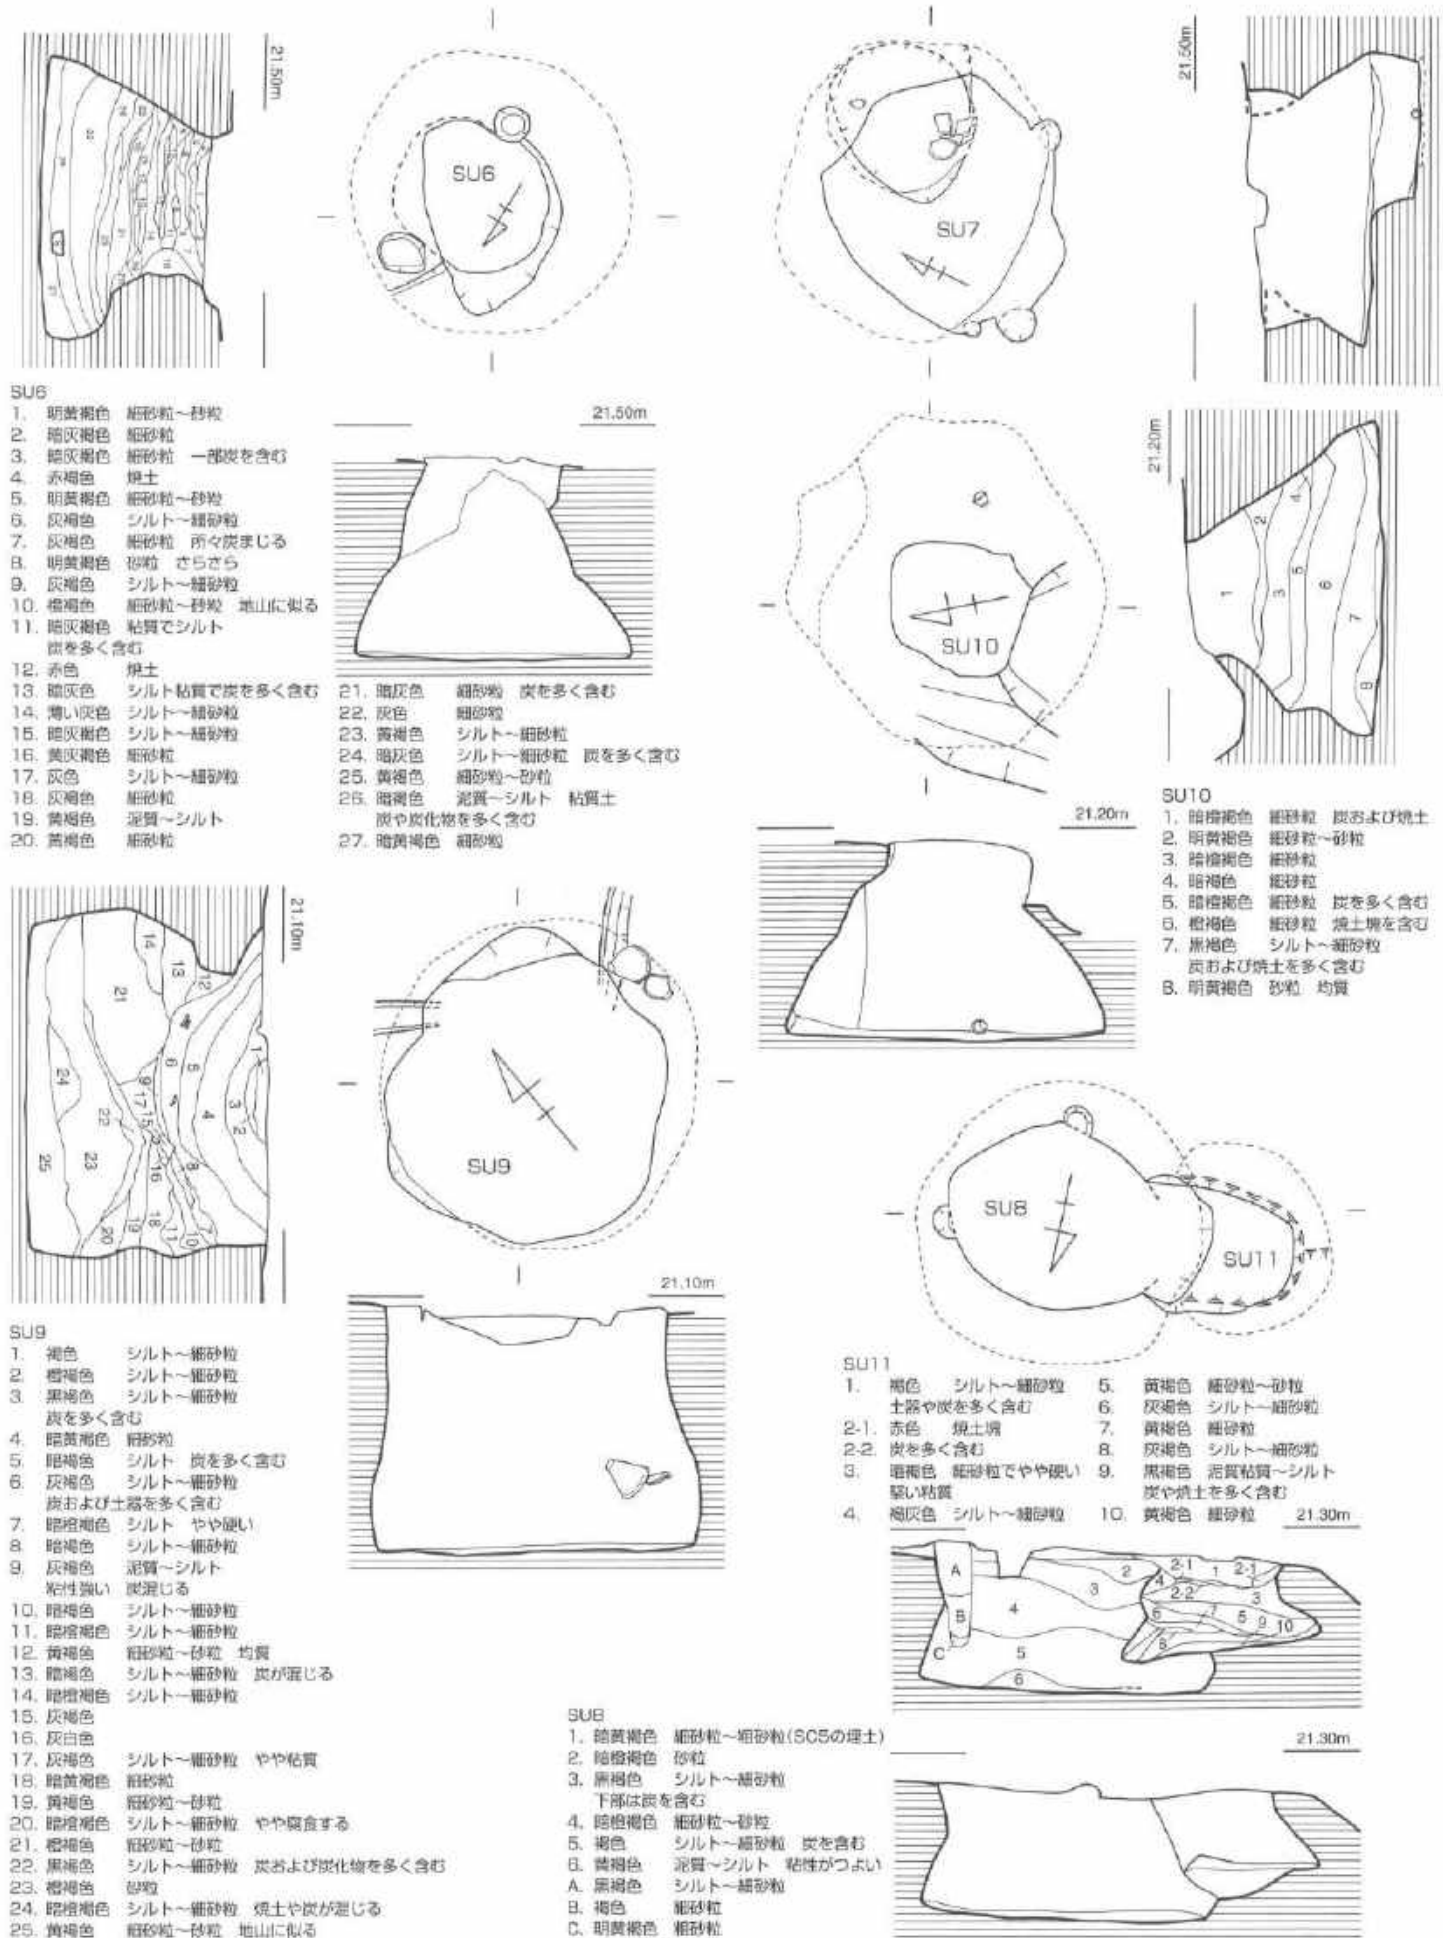 21.50m
SU6
SU7
21.50m
SU6
1. 明黄褐色 細砂粒～砂粒
2. 暗灰褐色 細砂粒
3. 暗灰褐色 細砂粒 一部炭を含む
4. 赤褐色 焼土
5. 明黄褐色 細砂粒～砂粒
6. 灰褐色 シルト～細砂粒
7. 灰褐色 細砂粒 所々炭まじる
8. 明黄褐色 砂粒 さらさら
9. 灰褐色 シルト～細砂粒
10. 橙褐色 細砂粒～砂粒 地山に似る
11. 暗灰褐色 粘質でシルト
炭を多く含む
12. 赤色 焼土
13. 暗灰色 シルト粘質で炭を多く含む
14. 薄い灰色 シルト～細砂粒
15. 暗灰褐色 シルト～細砂粒
16. 黄灰褐色 細砂粒
17. 灰色 シルト～細砂粒
18. 灰褐色 細砂粒
19. 黄褐色 泥質～シルト
20. 黄褐色 細砂粒
21.50m
21. 暗灰色 細砂粒 炭を多く含む
22. 灰色 細砂粒
23. 黄褐色 シルト～細砂粒
24. 暗灰色 シルト～細砂粒 炭を多く含む
25. 黄褐色 細砂粒～砂粒
26. 暗褐色 泥質～シルト 粘質土
炭や炭化物を多く含む
27. 暗黄褐色 細砂粒
SU10
21.20m
1 2 3 4 5 6 7 8
21.20m
SU10
1. 暗橙褐色 細砂粒 炭および焼土
2. 明黄褐色 細砂粒～砂粒
3. 暗橙褐色 細砂粒
4. 暗褐色 細砂粒
5. 暗橙褐色 細砂粒 炭を多く含む
6. 橙褐色 細砂粒 焼土塊を含む
7. 黒褐色 シルト～細砂粒
炭および焼土を多く含む
8. 明黄褐色 砂粒 均質
21.10m
SU9
21.10m
SU9
1. 褐色 シルト～細砂粒
2. 橙褐色 シルト～細砂粒
3. 黒褐色 シルト～細砂粒
炭を多く含む
4. 暗黄褐色 細砂粒
5. 暗褐色 シルト 炭を多く含む
6. 灰褐色 シルト～細砂粒
炭および土器を多く含む
7. 暗橙褐色 シルト やや硬い
8. 暗褐色 シルト～細砂粒
9. 灰褐色 泥質～シルト
粘性強い 炭混じる
10. 暗褐色 シルト～細砂粒
11. 暗橙褐色 シルト～細砂粒
12. 黄褐色 細砂粒～砂粒 均質
13. 暗褐色 シルト～細砂粒 炭が混じる
14. 暗橙褐色 シルト～細砂粒
15. 灰褐色
16. 灰白色
17. 灰褐色 シルト～細砂粒 やや粘質
18. 暗黄褐色 細砂粒
19. 黄褐色 細砂粒～砂粒
20. 暗橙褐色 シルト～細砂粒 やや腐食する
21. 橙褐色 細砂粒～砂粒
22. 黒褐色 シルト～細砂粒 炭および炭化物を多く含む
23. 橙褐色 砂粒
24. 暗橙褐色 シルト～細砂粒 焼土や炭が混じる
25. 黄褐色 細砂粒～砂粒 地山に似る
SU8
SU11
SU11
1. 褐色 シルト～細砂粒
土器や炭を多く含む
2-1. 赤色 焼土塊
2-2. 炭を多く含む
3. 暗褐色 細砂粒でやや硬い
堅い粘質
4. 褐灰色 シルト～細砂粒
5. 黄褐色 細砂粒～砂粒
6. 灰褐色 シルト～細砂粒
7. 黄褐色 細砂粒
8. 灰褐色 シルト～細砂粒
9. 黒褐色 泥質粘質～シルト
炭や焼土を多く含む
10. 黄褐色 細砂粒
21.30m
A B C 2 3 4 5 6
2-1 1 2-1 4 2-2 3 6 7 5 9 10 8
21.30m
SU8
1. 暗黄褐色 細砂粒～粗砂粒(SC5の埋土)
2. 暗橙褐色 砂粒
3. 黒褐色 シルト～細砂粒
下部は炭を含む
4. 暗橙褐色 細砂粒～砂粒
5. 褐色 シルト～細砂粒 炭を含む
6. 黄褐色 泥質～シルト 粘性がつよい
A. 黒褐色 シルト～細砂粒
B. 褐色 細砂粒
C. 明黄褐色 粗砂粒